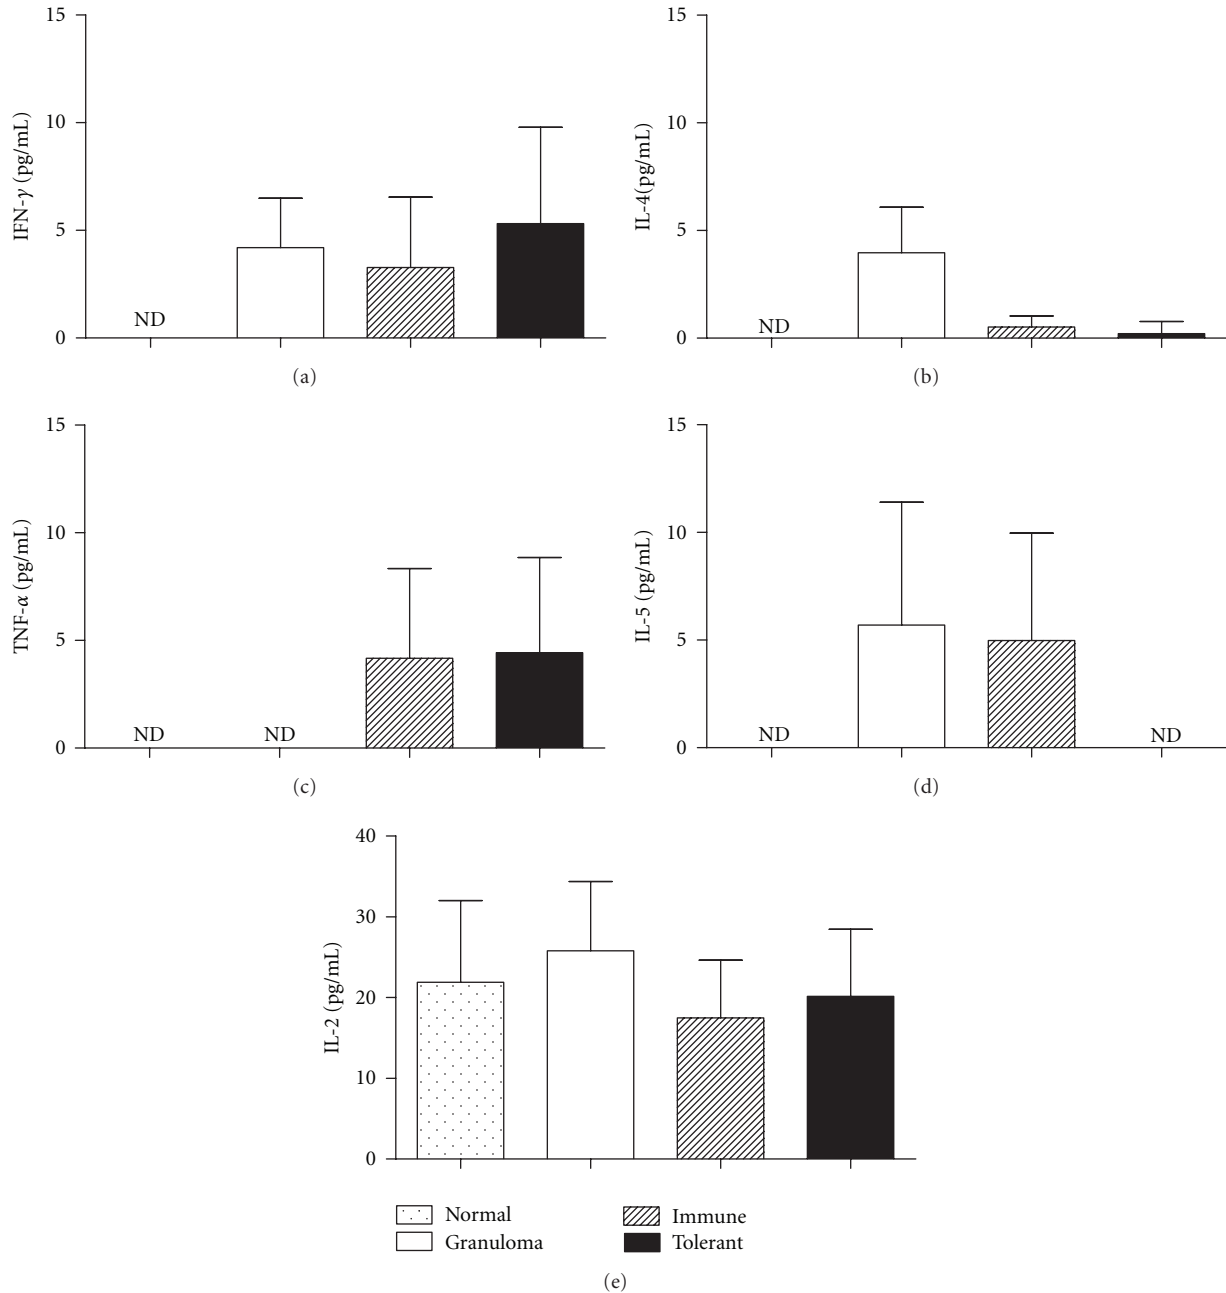 15
10
5
0
IFN-γ (pg/mL)
ND
(a)
15
10
5
0
IL-4(pg/mL)
ND
(b)
15
10
5
0
TNF-α (pg/mL)
ND
ND
(c)
15
10
5
0
IL-5 (pg/mL)
ND
ND
(d)
40
30
20
10
0
IL-2 (pg/mL)
Normal
Granuloma
Immune
Tolerant
(e)